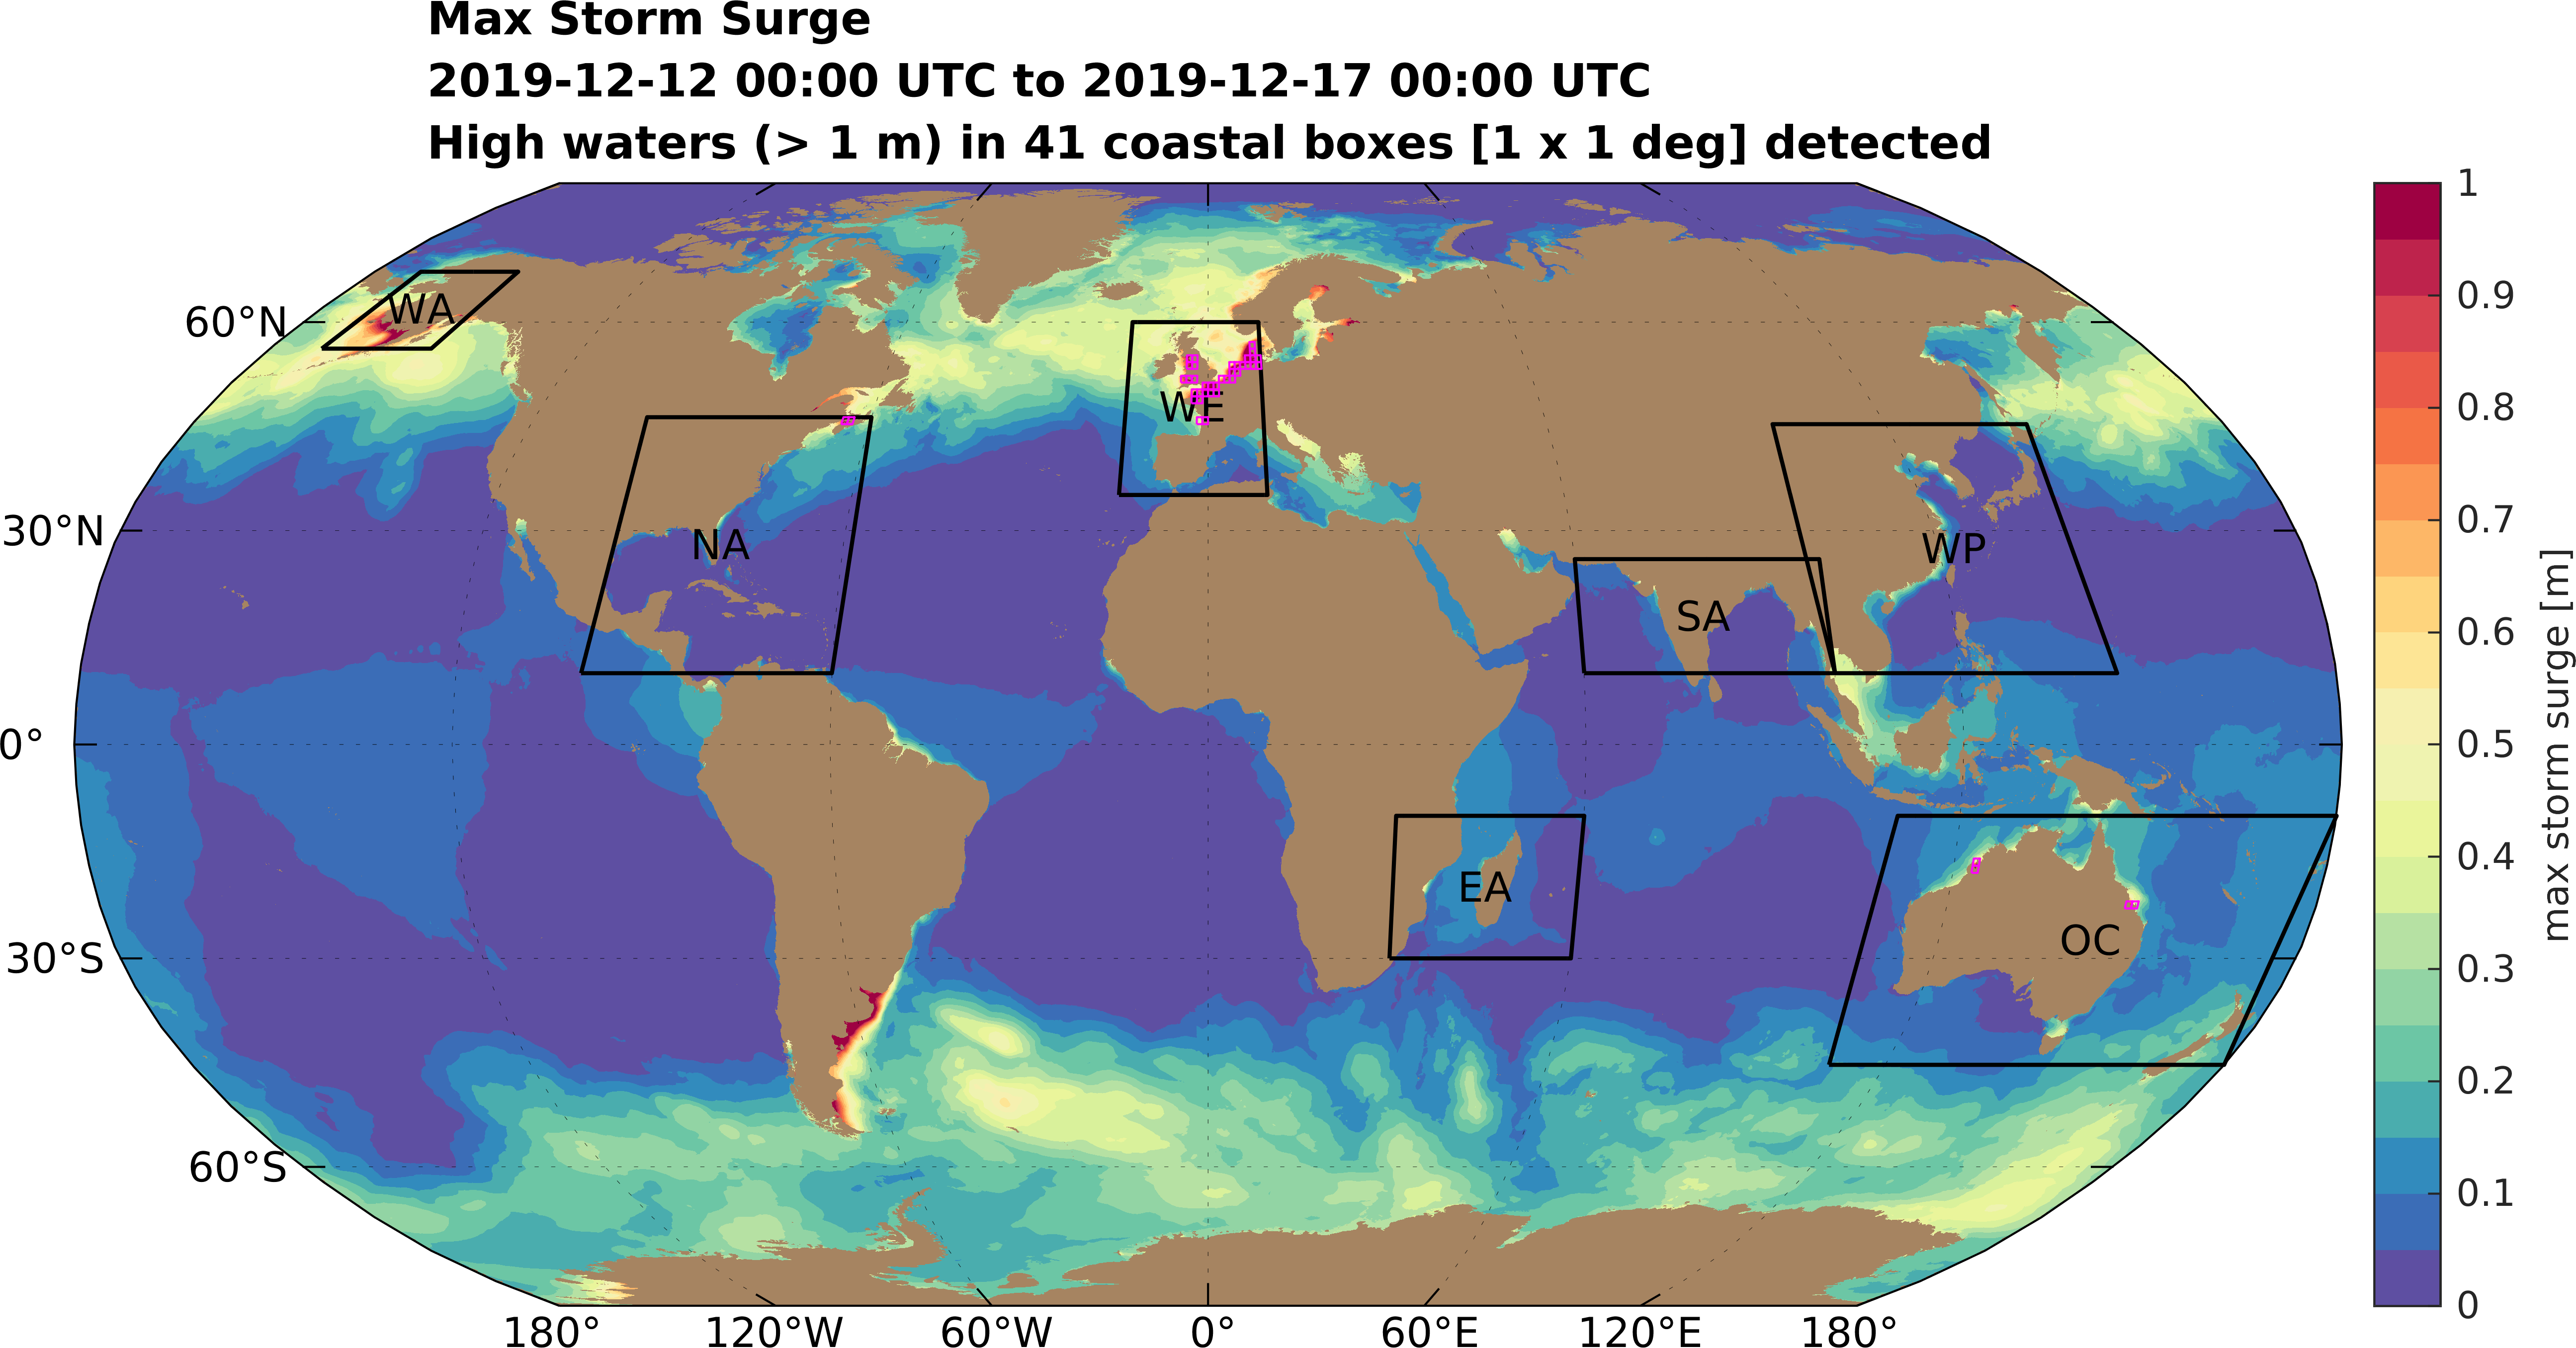 Max Storm Surge
2019-12-12 00:00 UTC to 2019-12-17 00:00 UTC
High waters (> 1 m) in 41 coastal boxes [1 x 1 deg] detected
60°N
30°N
0°
30°S
60°S
WA
NA
WE
SA
WP
EA
OC
180°
120°W
60°W
0°
60°E
120°E
180°
1
0.9
0.8
0.7
0.6
0.5
0.4
0.3
0.2
0.1
0
max storm surge [m]